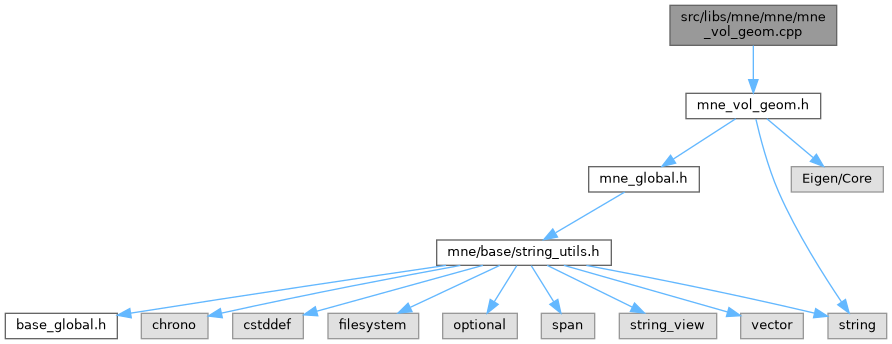 src/libs/mne/mne/mne
_vol_geom.cpp
mne_vol_geom.h
mne_global.h
Eigen/Core
mne/base/string_utils.h
base_global.h
chrono
cstddef
filesystem
optional
span
string_view
vector
string